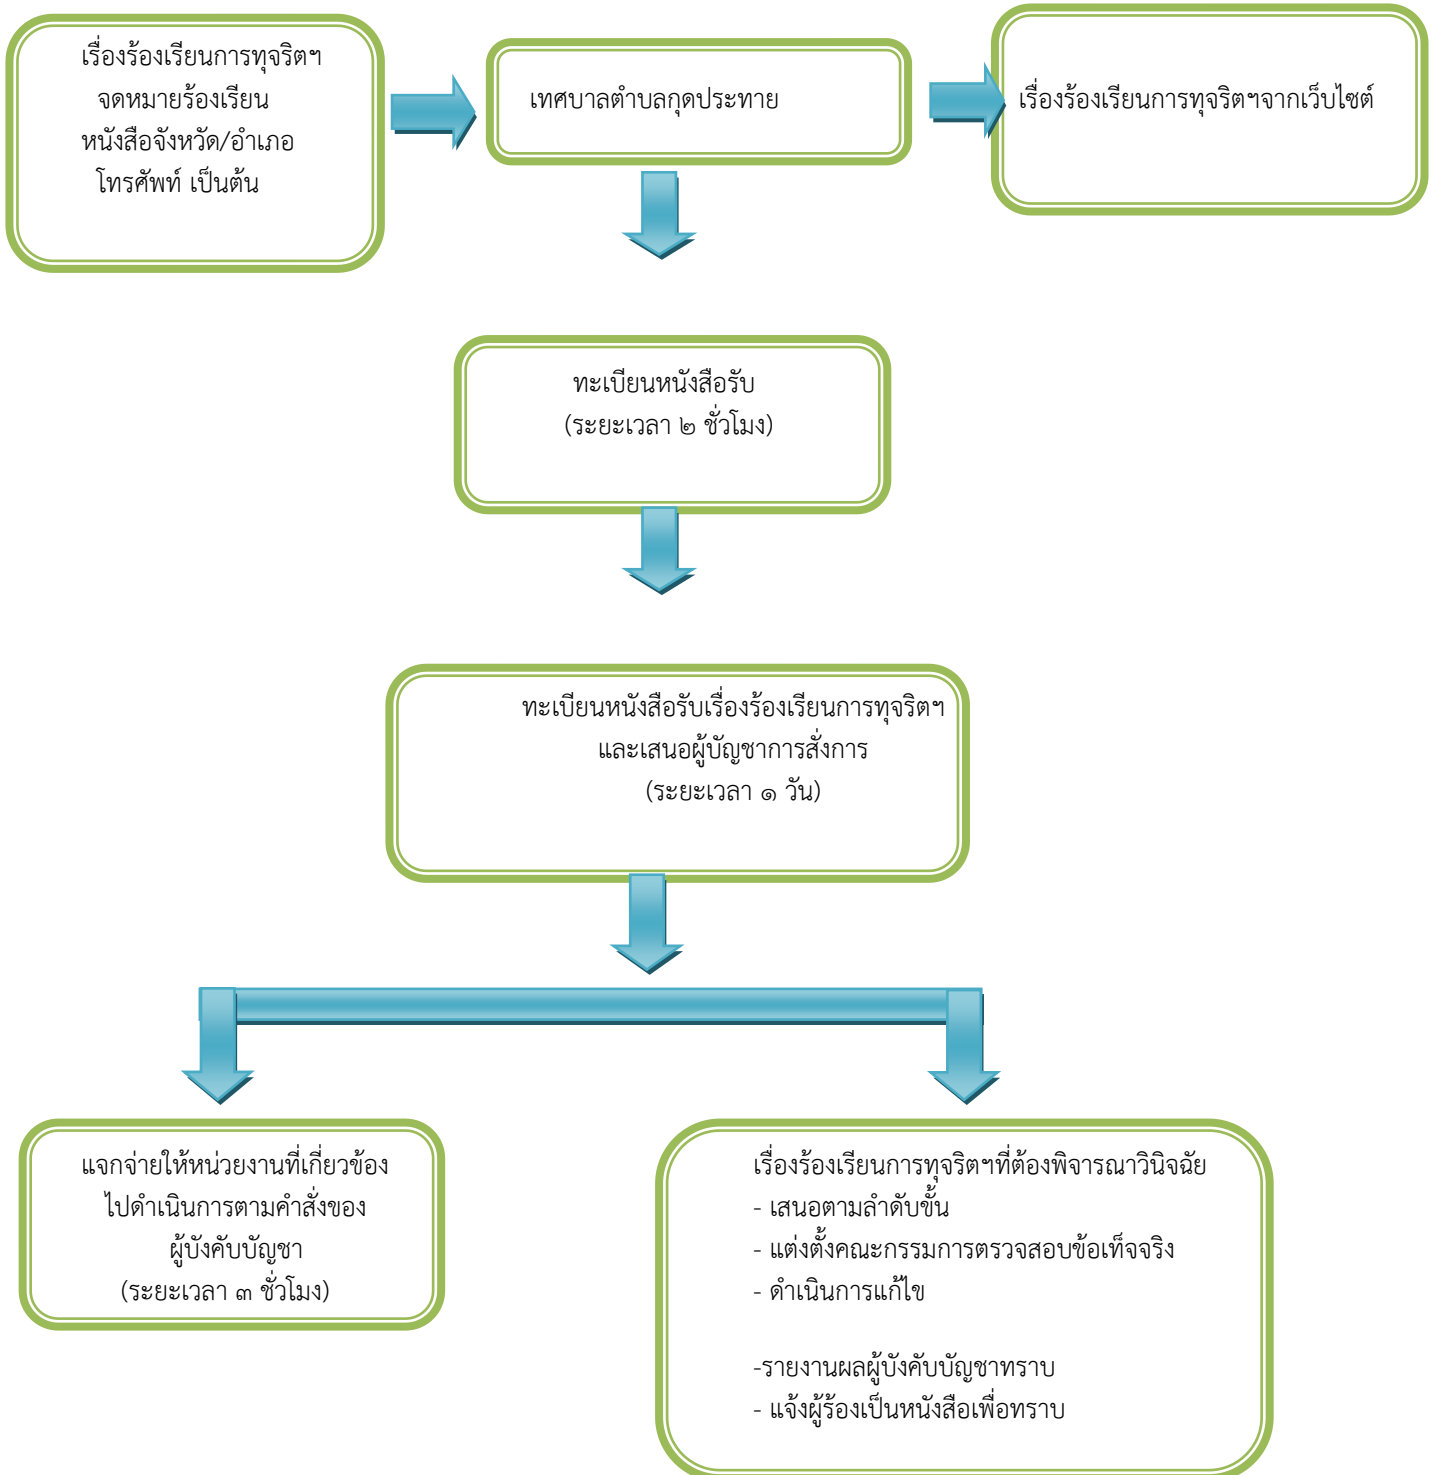 เรื่องร้องเรียนการทุจริตฯ
จดหมายร้องเรียน
หนังสือจังหวัด/อำเภอ
โทรศัพท์ เป็นต้น
เทศบาลตำบลกุดประทาย
เรื่องร้องเรียนการทุจริตฯจากเว็บไซต์
ทะเบียนหนังสือรับ
(ระยะเวลา ๒ ชั่วโมง)
ทะเบียนหนังสือรับเรื่องร้องเรียนการทุจริตฯ
และเสนอผู้บัญชาการสั่งการ
(ระยะเวลา ๑ วัน)
แจกจ่ายให้หน่วยงานที่เกี่ยวข้อง
ไปดำเนินการตามคำสั่งของ
ผู้บังคับบัญชา
(ระยะเวลา ๓ ชั่วโมง)
เรื่องร้องเรียนการทุจริตฯที่ต้องพิจารณาวินิจฉัย
- เสนอตามลำดับขั้น
- แต่งตั้งคณะกรรมการตรวจสอบข้อเท็จจริง
- ดำเนินการแก้ไข
-รายงานผลผู้บังคับบัญชาทราบ
- แจ้งผู้ร้องเป็นหนังสือเพื่อทราบ